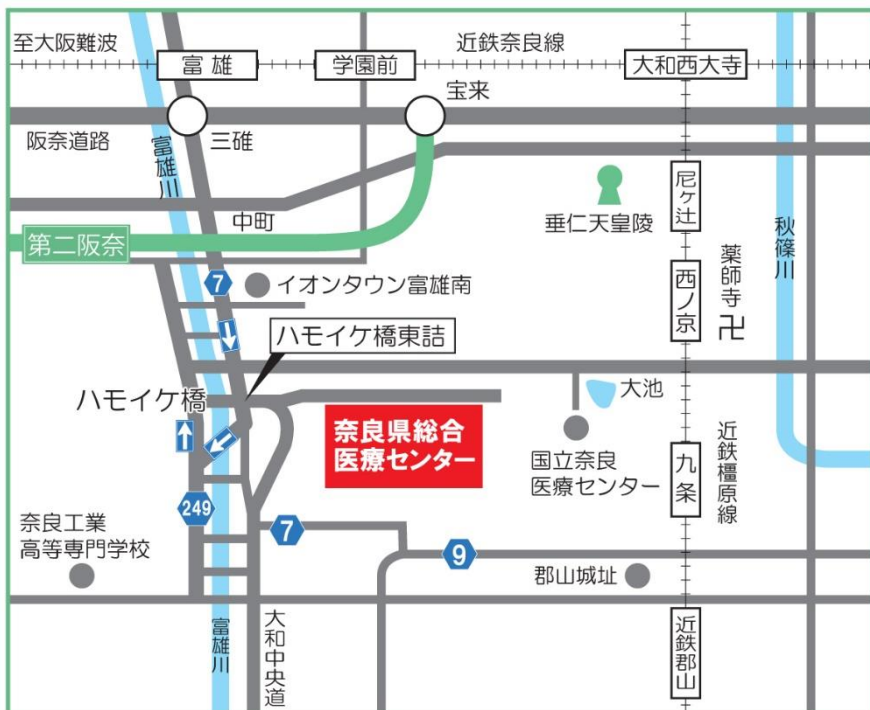 至大阪難波
近鉄奈良線
富雄
学園前
大和西大寺
宝来
阪奈道路
三碓
富雄川
尼ヶ辻
垂仁天皇陵
中町
第二阪奈
秋篠川
薬師寺
卍
西ノ京
7
イオンタウン富雄南
ハモイケ橋東詰
ハモイケ橋
大池
奈良県総合
医療センター
国立奈良
医療センター
九条
近鉄橿原線
249
奈良工業
高等専門学校
7
9
郡山城址
富雄川
大和中央道
近鉄郡山